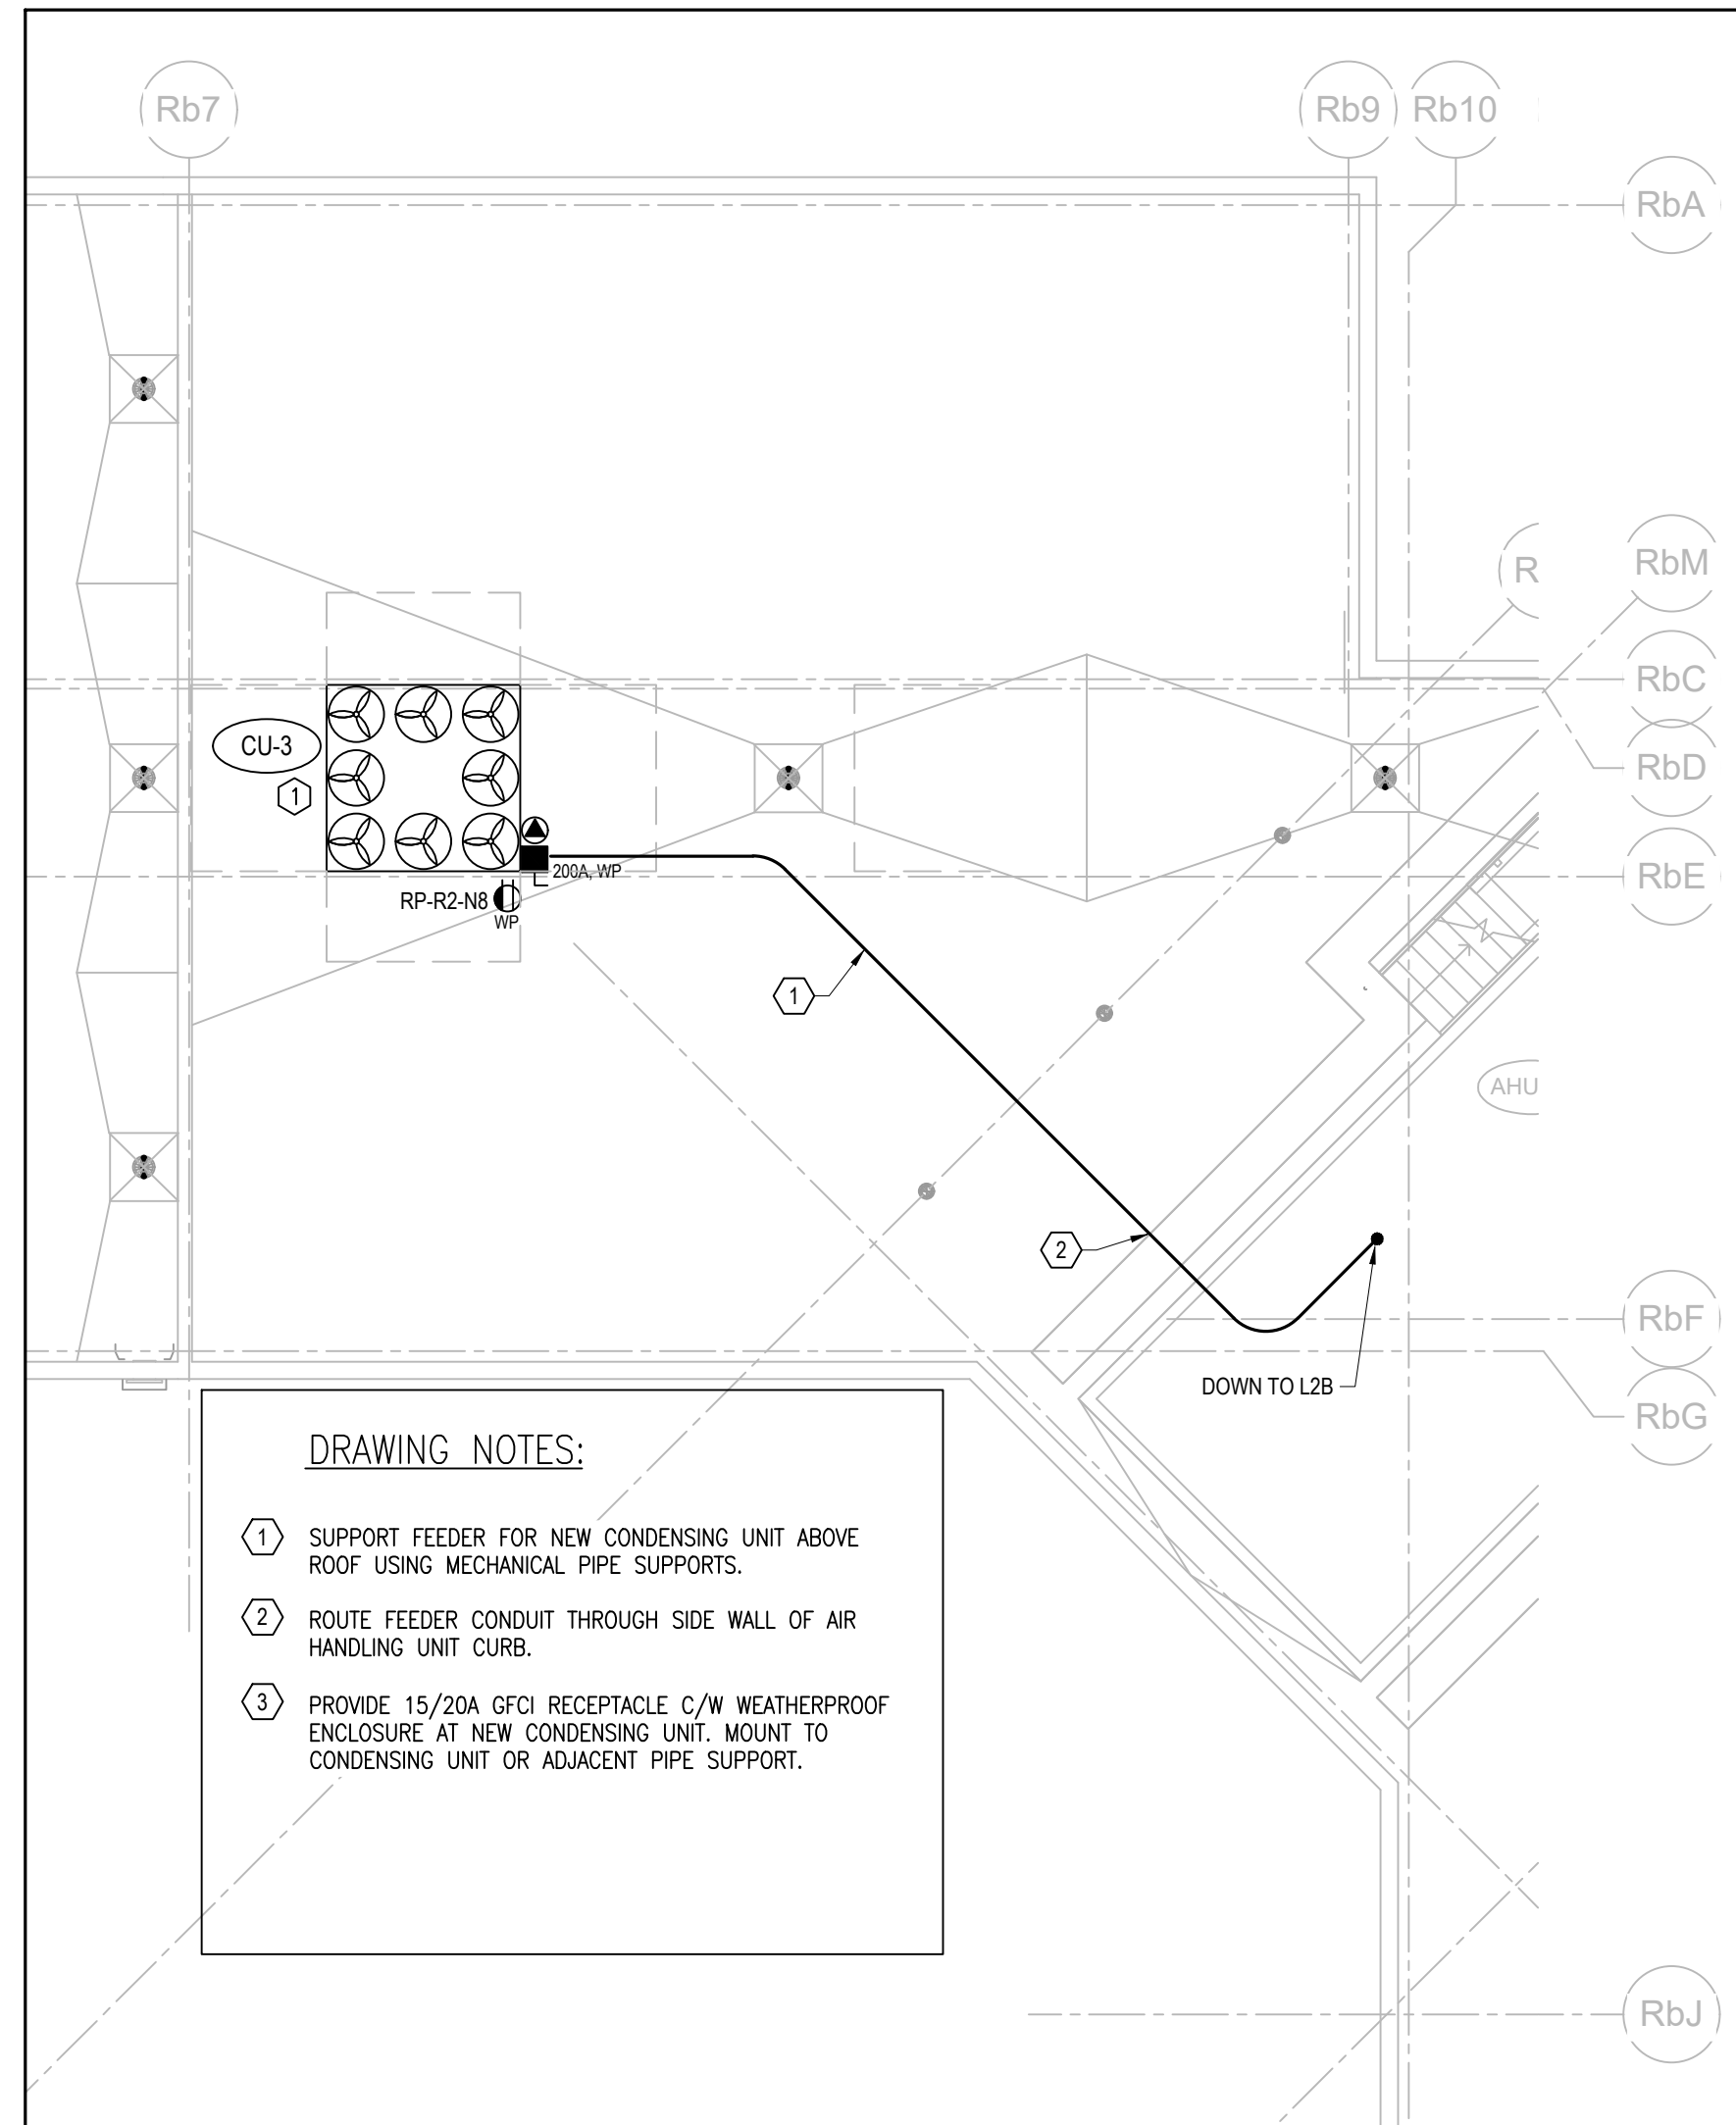 Rb7
Rb9
Rb10
RbA
R
RbM
RbC
CU-3
RbD
1
200A, WP
RbE
RP-R2-N8
WP
1
AHU
2
RbF
DOWN TO L2B
RbG
DRAWING NOTES:
1 SUPPORT FEEDER FOR NEW CONDENSING UNIT ABOVE
ROOF USING MECHANICAL PIPE SUPPORTS.
2 ROUTE FEEDER CONDUIT THROUGH SIDE WALL OF AIR
HANDLING UNIT CURB.
3 PROVIDE 15/20A GFCI RECEPTACLE C/W WEATHERPROOF
ENCLOSURE AT NEW CONDENSING UNIT. MOUNT TO
CONDENSING UNIT OR ADJACENT PIPE SUPPORT.
RbJ